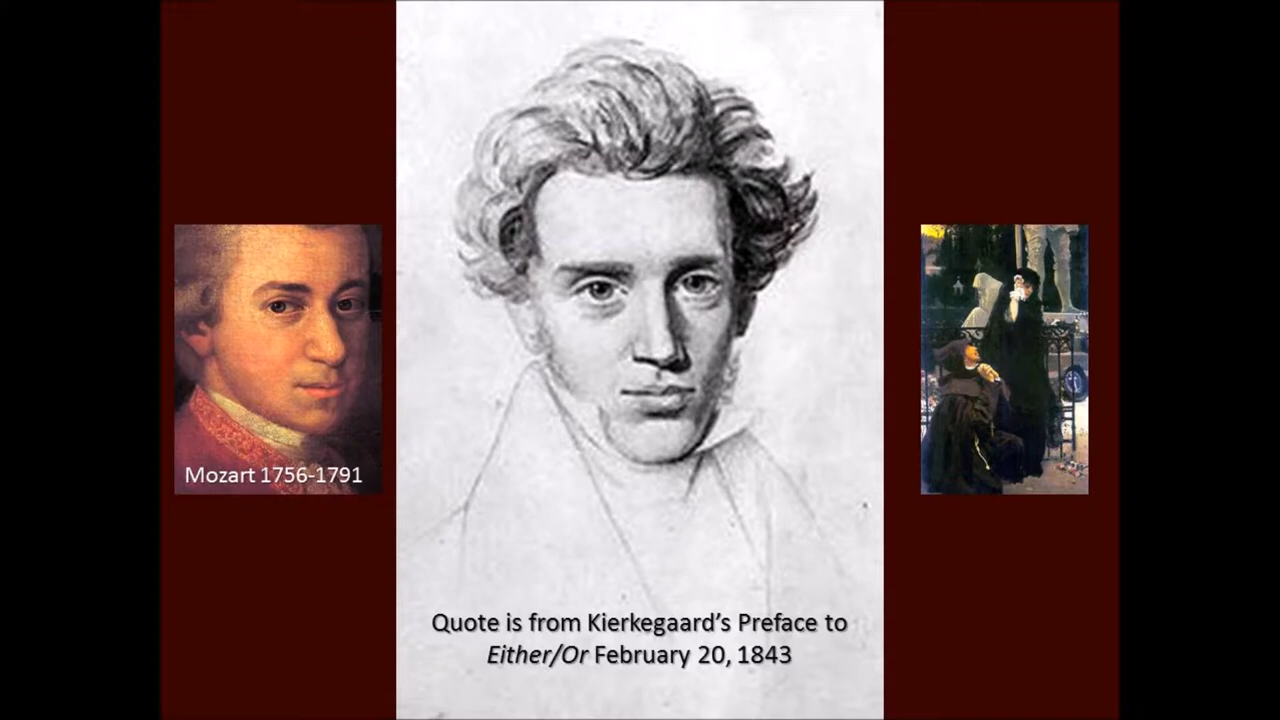 Mozart 1756-1791
Quote is from Kierkegaard’s Preface to
Either/Or February 20, 1843